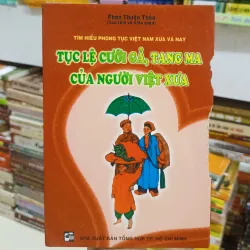 Phan Thuận Thảo
TÌM HIỂU PHONG TỤC VIỆT NAM XƯA VÀ NAY
TỤC LỆ CƯỚI GẢ, TANG MA
CỦA NGƯỜI VIỆT XƯA
NHÀ XUẤT BẢN TỔNG HỢP TP. HỒ CHÍ MINH